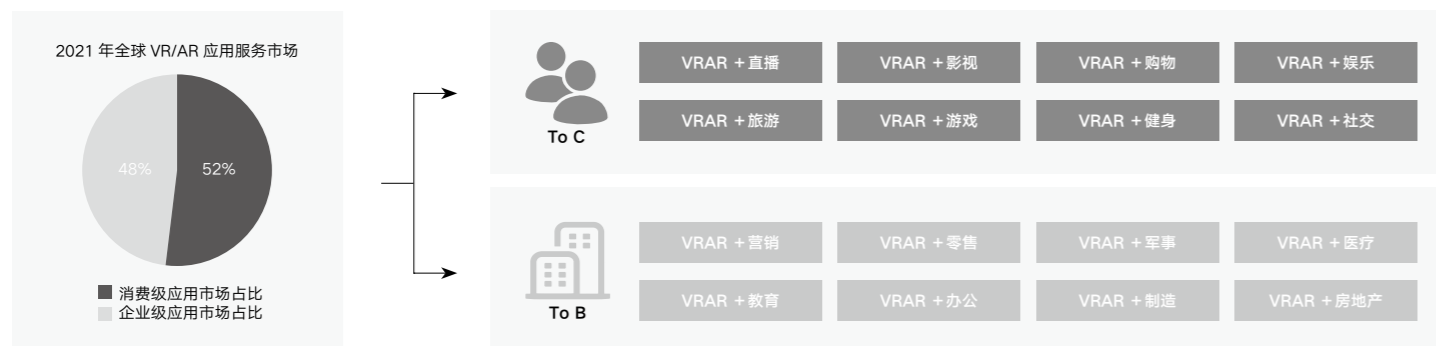 2021 年全球 VR/AR 应用服务市场
48%
52%
消费级应用市场占比
企业级应用市场占比
To C
VRAR +直播
VRAR +影视
VRAR +购物
VRAR +娱乐
VRAR +旅游
VRAR +游戏
VRAR +健身
VRAR +社交
To B
VRAR +营销
VRAR +零售
VRAR +军事
VRAR +医疗
VRAR +教育
VRAR +办公
VRAR +制造
VRAR +房地产